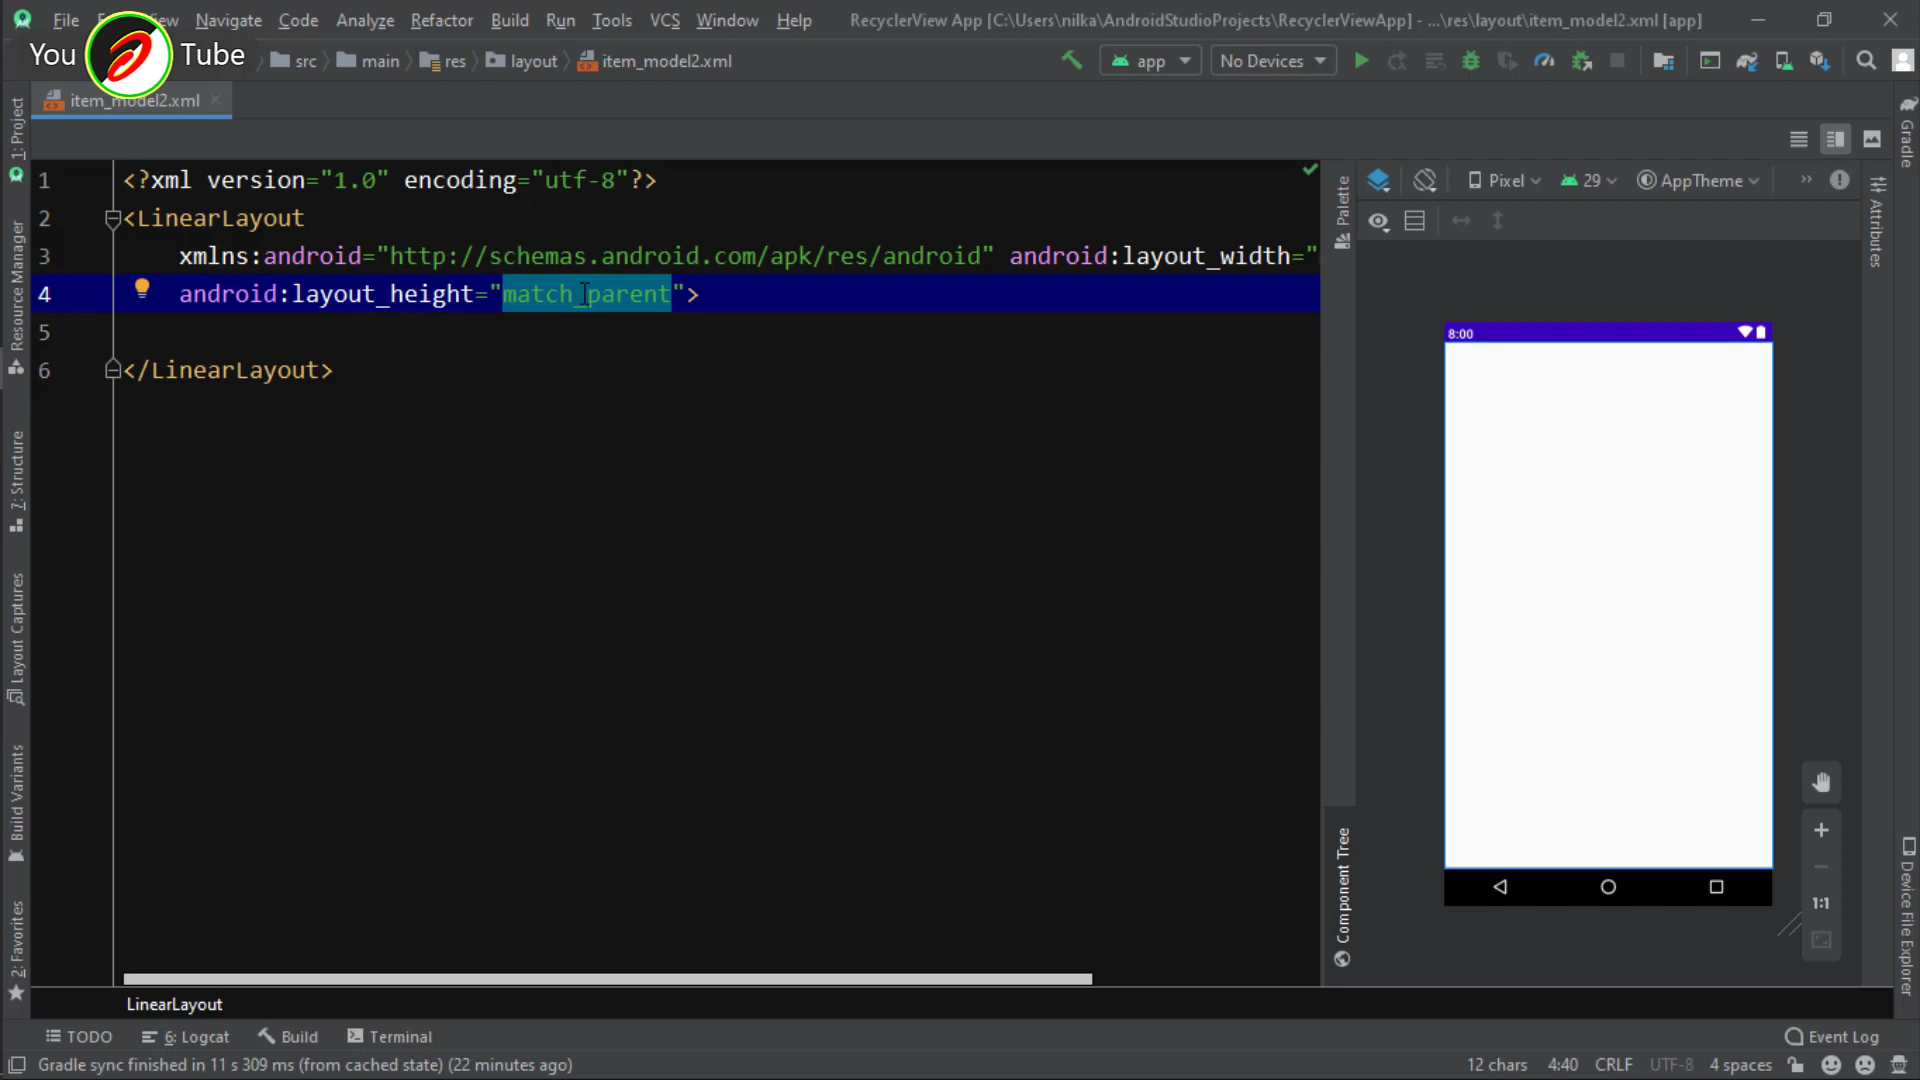 File
View
Navigate
Code
Analyze
Refactor
Build
Run
Tools
VCS
Window
Help
RecyclerView App [C:\Users\nilka\AndroidStudioProjects\RecyclerViewApp] - ...\res\layout\item_model2.xml [app]
You Tube
src
main
res
layout
item_model2.xml
app
No Devices
item_model2.xml
1: Project
Resource Manager
7: Structure
Layout Captures
Build Variants
2: Favorites
1 <?xml version="1.0" encoding="utf-8"?>
2 <LinearLayout
3 xmlns:android="http://schemas.android.com/apk/res/android" android:layout_width="
4 android:layout_height="match_parent">
5
6 </LinearLayout>
LinearLayout
Palette
Component Tree
Pixel
29
AppTheme
8:00
1:1
Gradle
Attributes
Device File Explorer
TODO
6: Logcat
Build
Terminal
Event Log
Gradle sync finished in 11 s 309 ms (from cached state) (22 minutes ago)
12 chars
4:40
CRLF
UTF-8
4 spaces